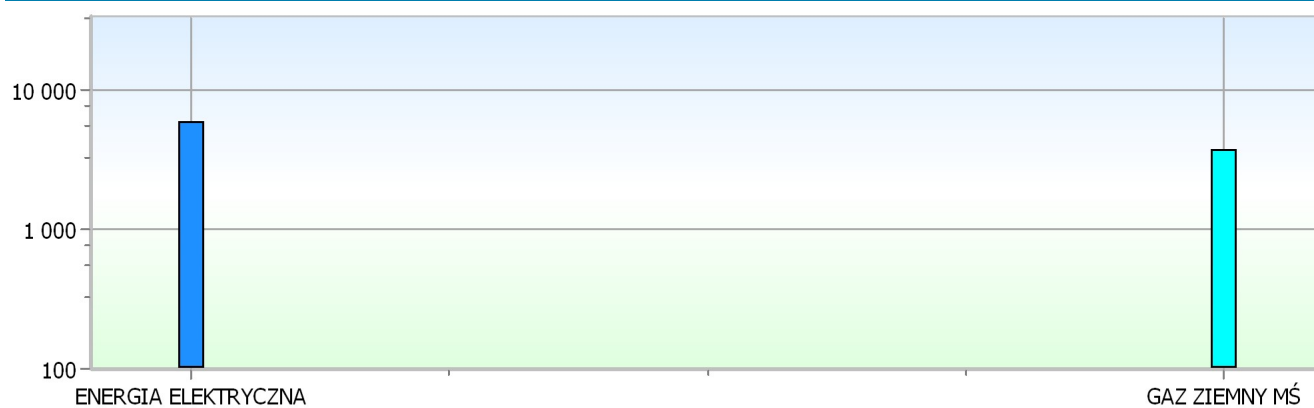 10 000
1 000
100
ENERGIA ELEKTRYCZNA
GAZ ZIEMNY MŚ